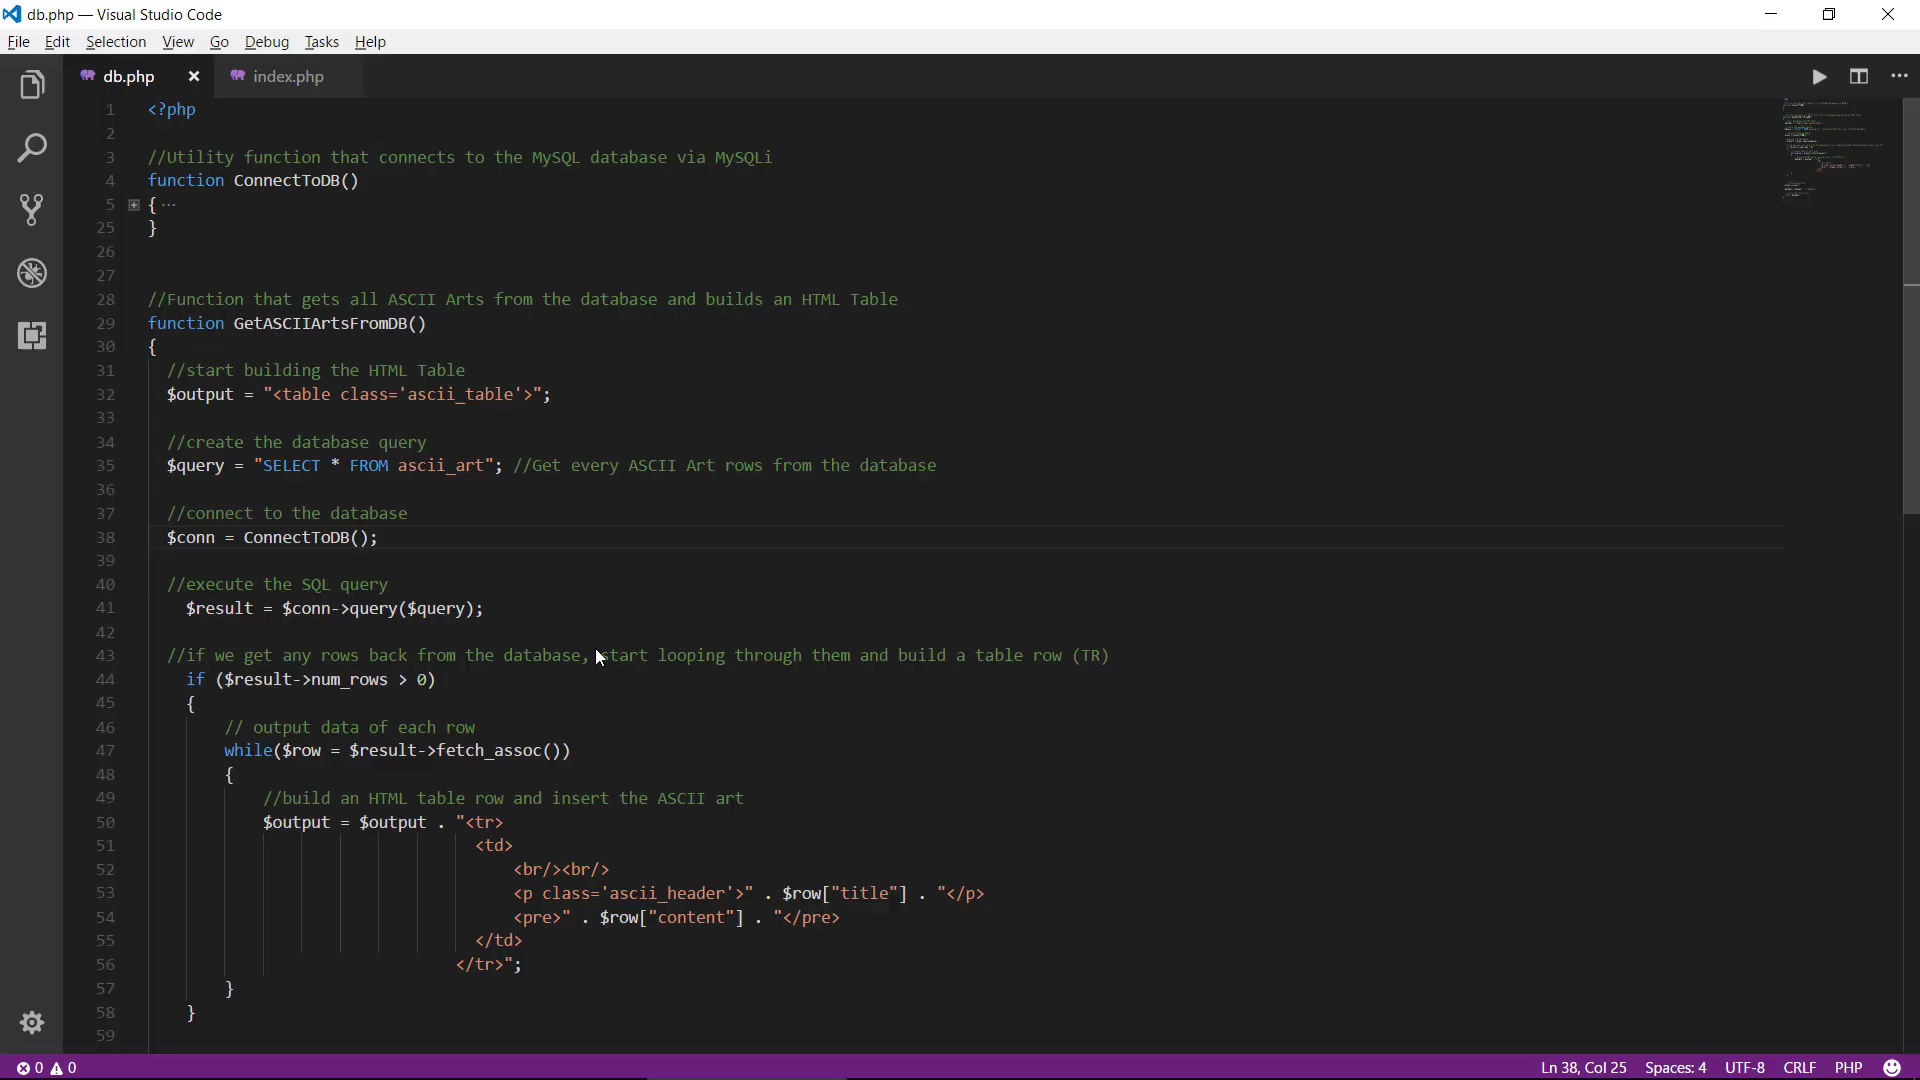 db.php — Visual Studio Code
File Edit Selection View Go Debug Tasks Help
db.php index.php
1 <?php
2
3 //Utility function that connects to the MySQL database via MySQLi
4 function ConnectToDB()
5 { ...
25 }
26
27
28 //Function that gets all ASCII Arts from the database and builds an HTML Table
29 function GetASCIIArtsFromDB()
30 {
31 //start building the HTML Table
32 $output = "<table class='ascii_table'>";
33
34 //create the database query
35 $query = "SELECT * FROM ascii_art"; //Get every ASCII Art rows from the database
36
37 //connect to the database
38 $conn = ConnectToDB();
39
40 //execute the SQL query
41 $result = $conn->query($query);
42
43 //if we get any rows back from the database, start looping through them and build a table row (TR)
44 if ($result->num_rows > 0)
45 {
46 // output data of each row
47 while($row = $result->fetch_assoc())
48 {
49 //build an HTML table row and insert the ASCII art
50 $output = $output . "<tr>
51 <td>
52 <br/><br/>
53 <p class='ascii_header'>" . $row["title"] . "</p>
54 <pre>" . $row["content"] . "</pre>
55 </td>
56 </tr>";
57 }
58 }
59
0 0 Ln 38, Col 25 Spaces: 4 UTF-8 CRLF PHP